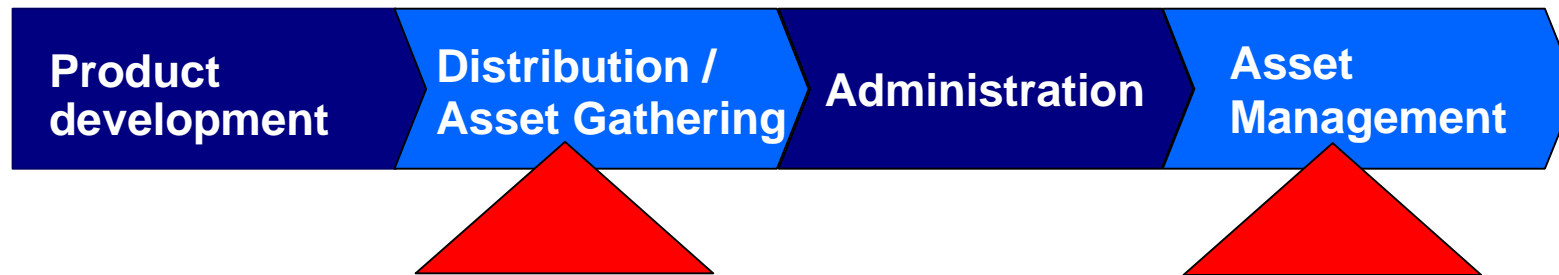 Product
development
Distribution /
Asset Gathering
Administration
Asset
Management